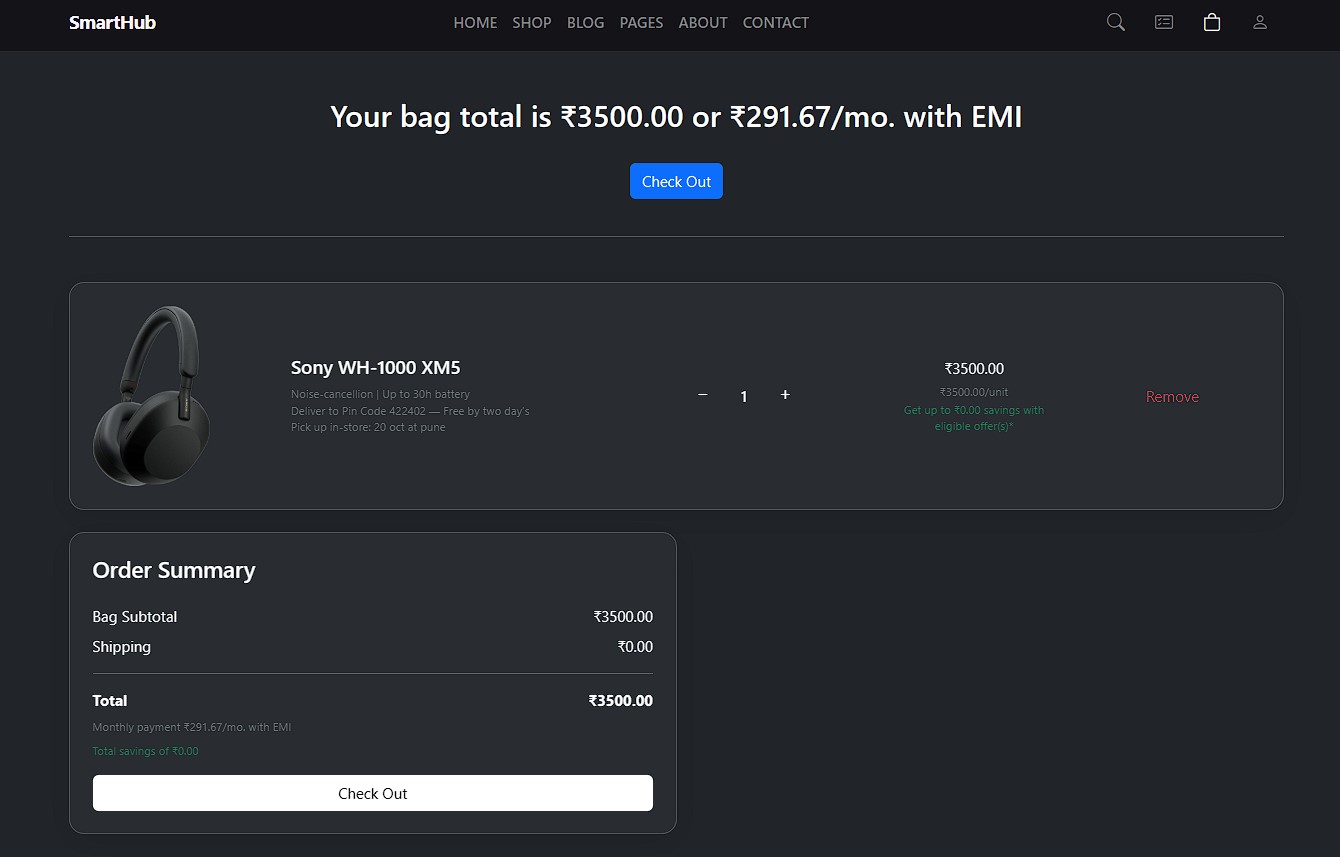 SmartHub
HOME SHOP BLOG PAGES ABOUT CONTACT
Your bag total is ₹3500.00 or ₹291.67/mo. with EMI
Check Out
Sony WH-1000 XM5
Noise-cancellion | Up to 30h battery
Deliver to Pin Code 422402 — Free by two day's
Pick up in-store: 20 oct at pune
− 1 +
₹3500.00
₹3500.00/unit
Get up to ₹0.00 savings with
eligible offer(s)*
Remove
Order Summary
Bag Subtotal ₹3500.00
Shipping ₹0.00
Total ₹3500.00
Monthly payment ₹291.67/mo. with EMI
Total savings of ₹0.00
Check Out